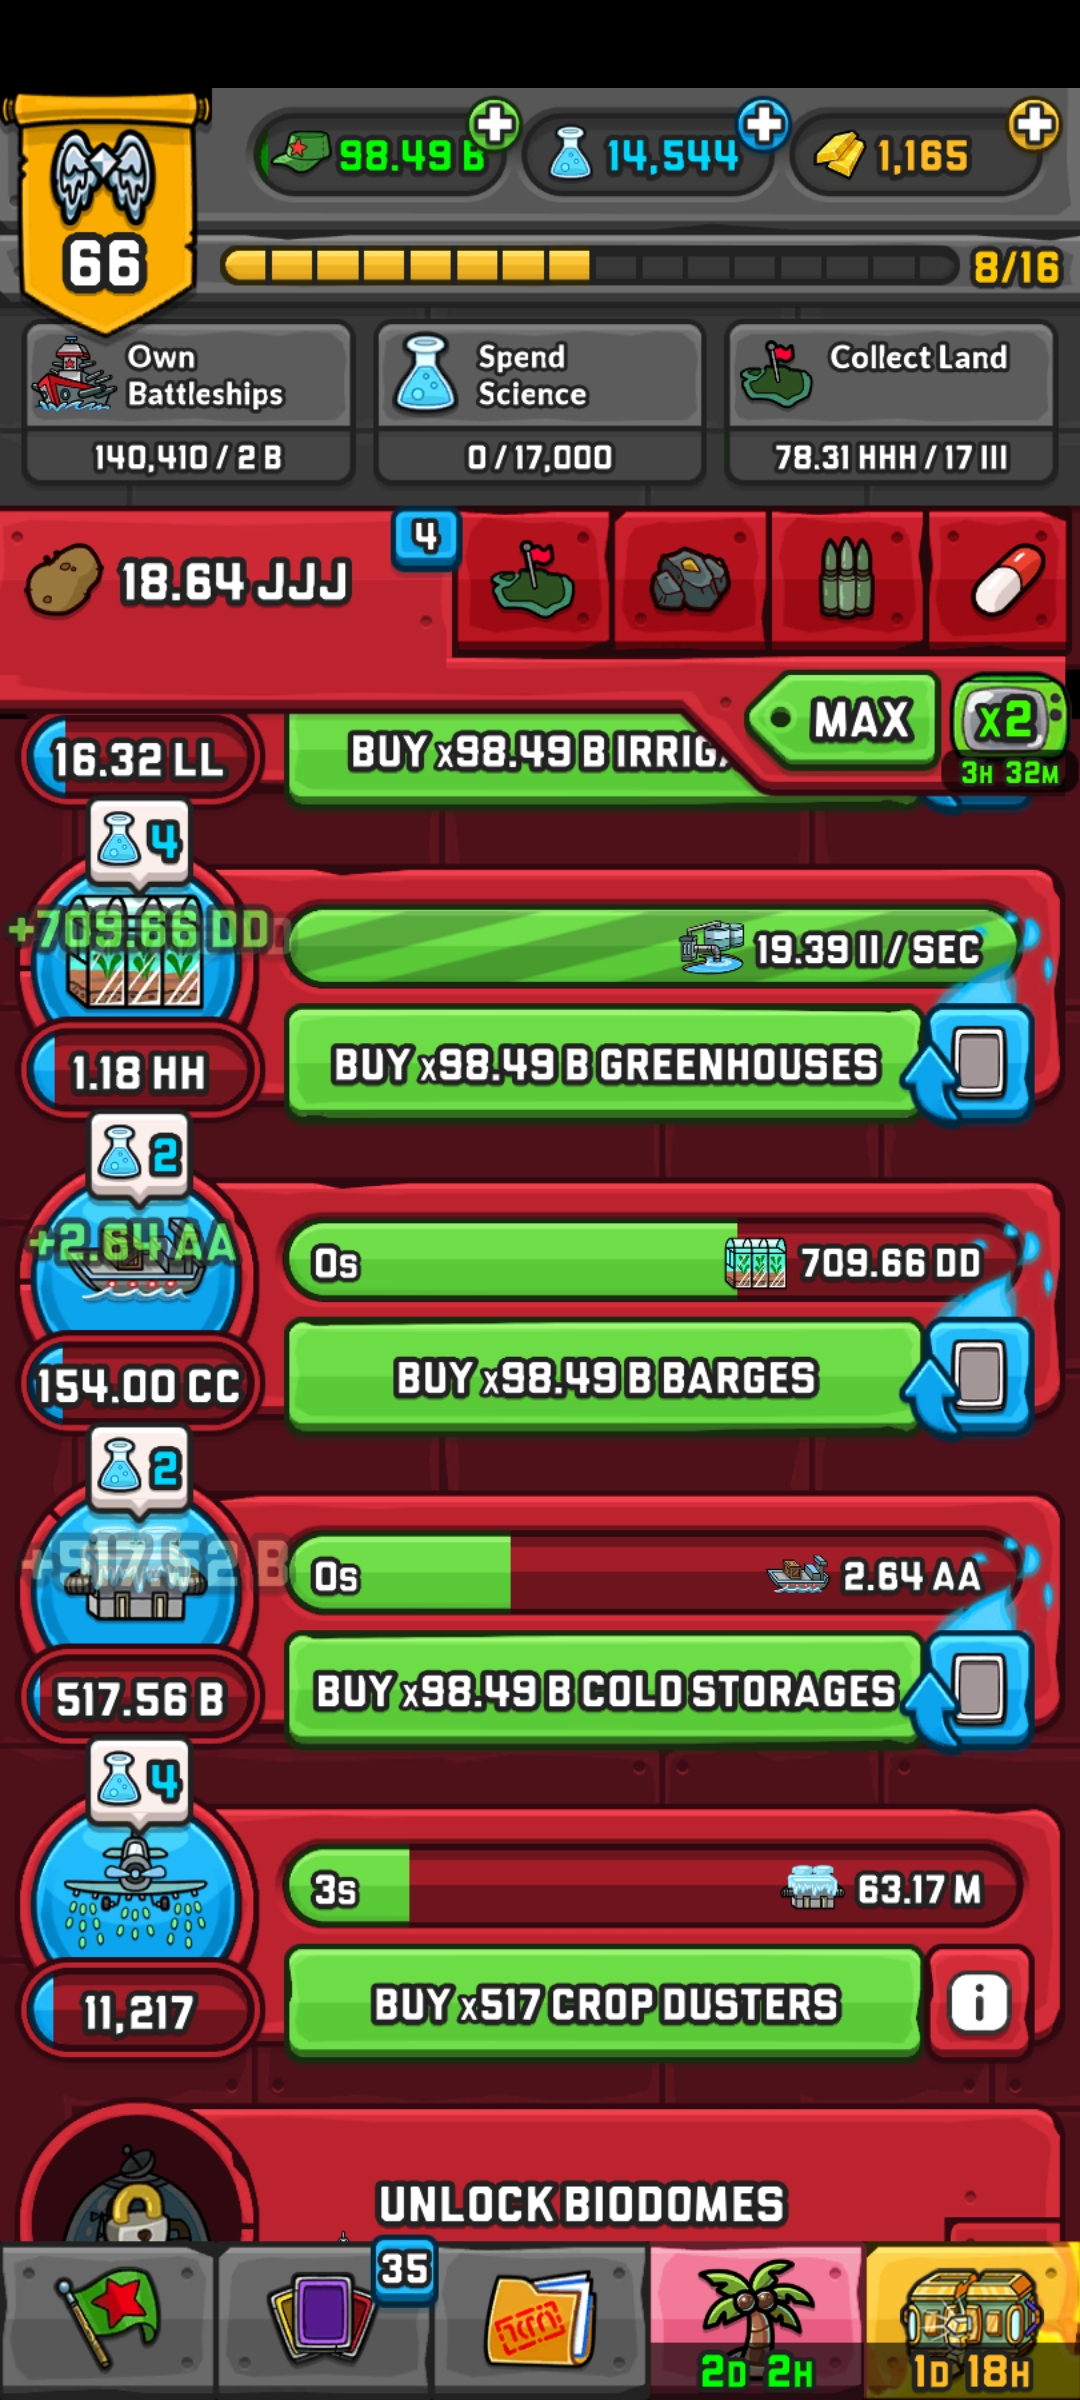 98.49 B
14,544
1,165
66
8/16
Own
Battleships
140,410 / 2 B
Spend
Science
0 / 17,000
Collect Land
78.31 HHH / 17 III
18.64 JJJ
4
MAX
x2
3H 32M
16.32 LL
BUY x98.49 B IRRIG
4
+709.66 DD
19.39 II / SEC
1.18 HH
BUY x98.49 B GREENHOUSES
2
+2.64 AA
0s
709.66 DD
154.00 CC
BUY x98.49 B BARGES
2
+517.52 B
0s
2.64 AA
517.56 B
BUY x98.49 B COLD STORAGES
4
3s
63.17 M
11,217
BUY x517 CROP DUSTERS
i
UNLOCK BIODOMES
35
2D 2H
1D 18H